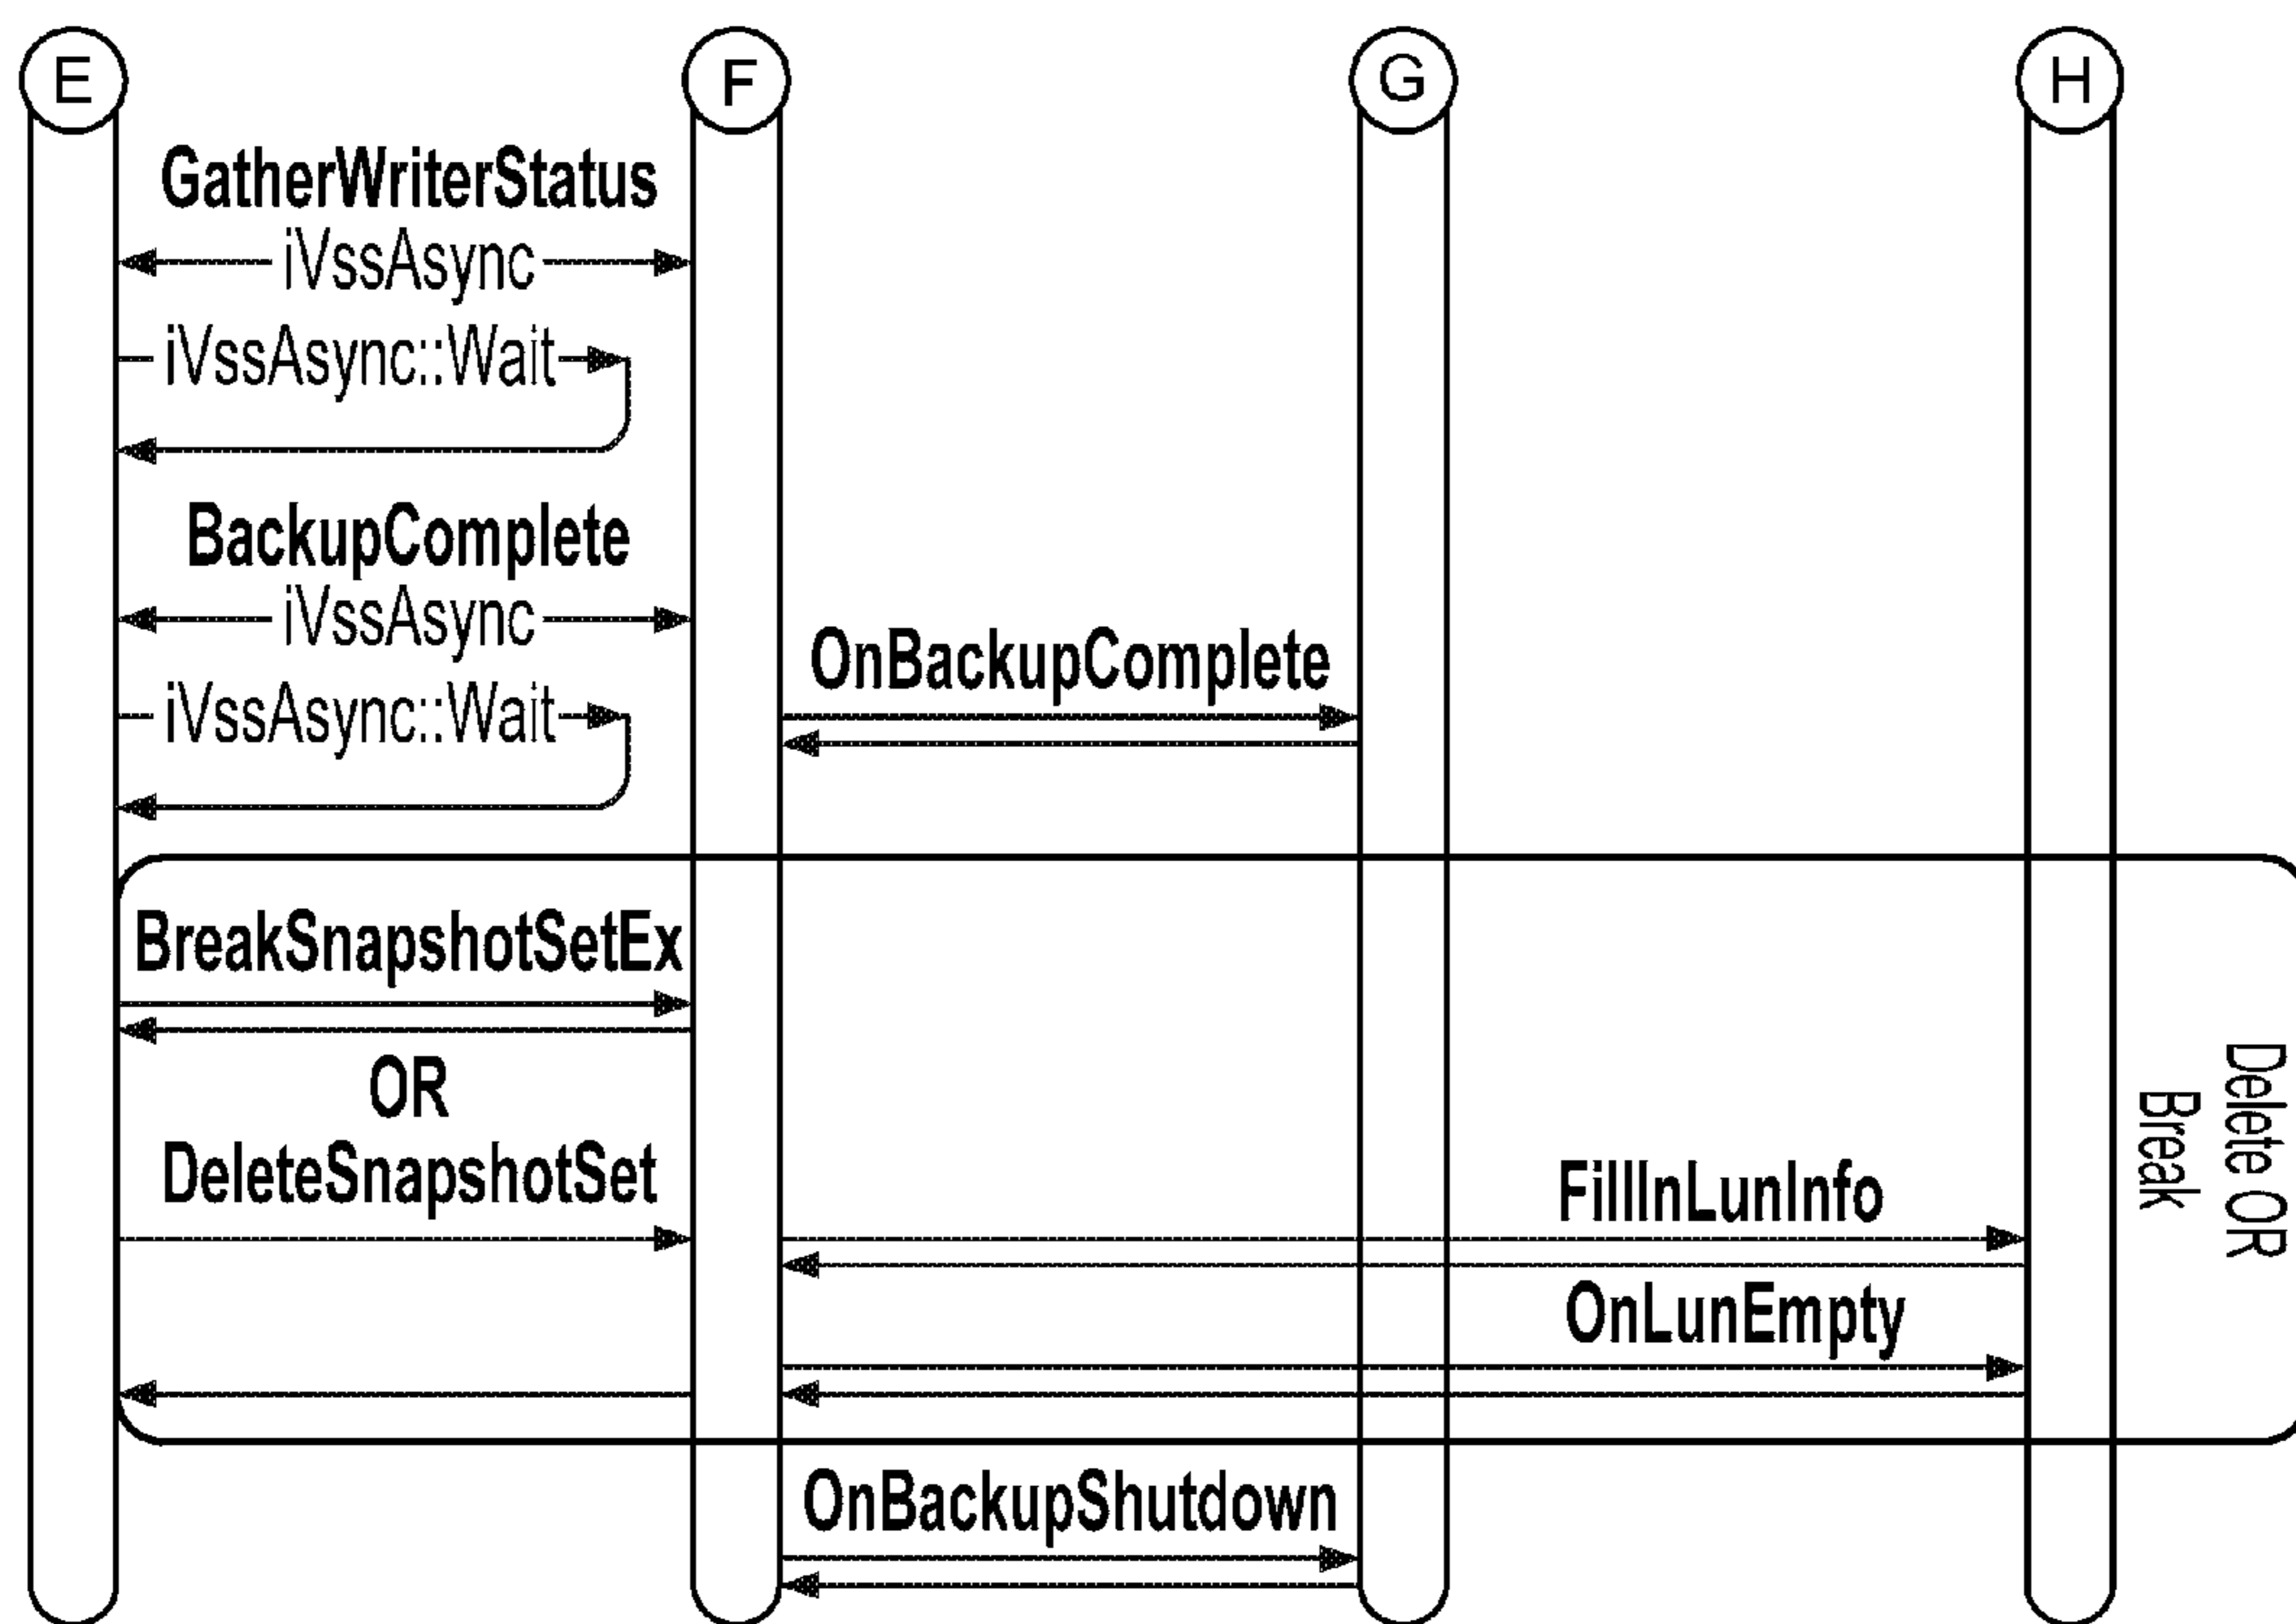 E
F
G
H
GatherWriterStatus
iVssAsync
iVssAsync::Wait
BackupComplete
iVssAsync
OnBackupComplete
iVssAsync::Wait
BreakSnapshotSetEx
OR
DeleteSnapshotSet
FillInLunInfo
OnLunEmpty
Delete OR
Break
OnBackupShutdown